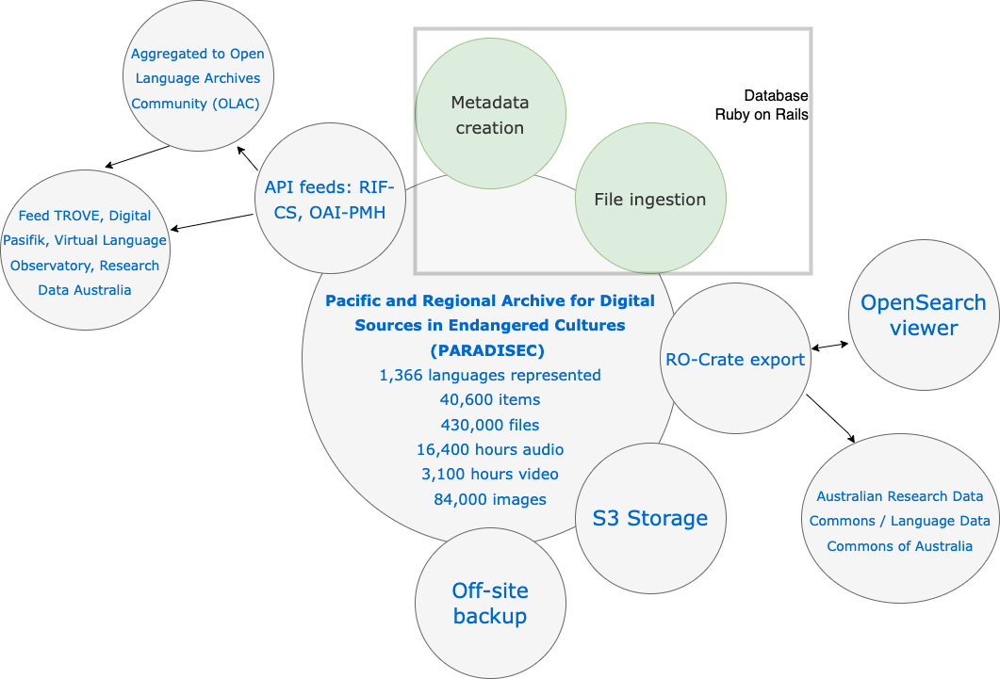 Aggregated to Open
Language Archives
Community (OLAC)
Metadata
creation
Database
Ruby on Rails
API feeds: RIF-
CS, OAI-PMH
File ingestion
Feed TROVE, Digital
Pasifik, Virtual Language
Observatory, Research
Data Australia
Pacific and Regional Archive for Digital
Sources in Endangered Cultures
(PARADISEC)
1,366 languages represented
40,600 items
430,000 files
16,400 hours audio
3,100 hours video
84,000 images
RO-Crate export
OpenSearch
viewer
S3 Storage
Australian Research Data
Commons / Language Data
Commons of Australia
Off-site
backup